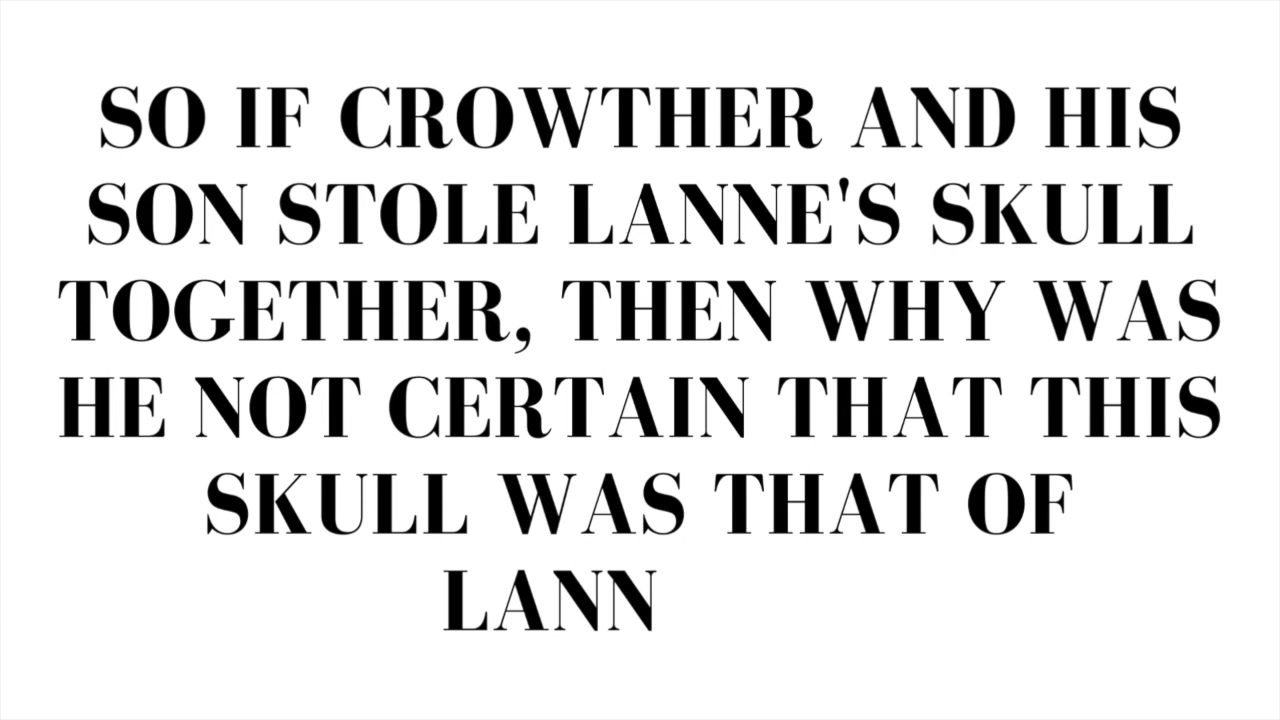 SO IF CROWTHER AND HIS
SON STOLE LANNE'S SKULL
TOGETHER, THEN WHY WAS
HE NOT CERTAIN THAT THIS
SKULL WAS THAT OF
LANN